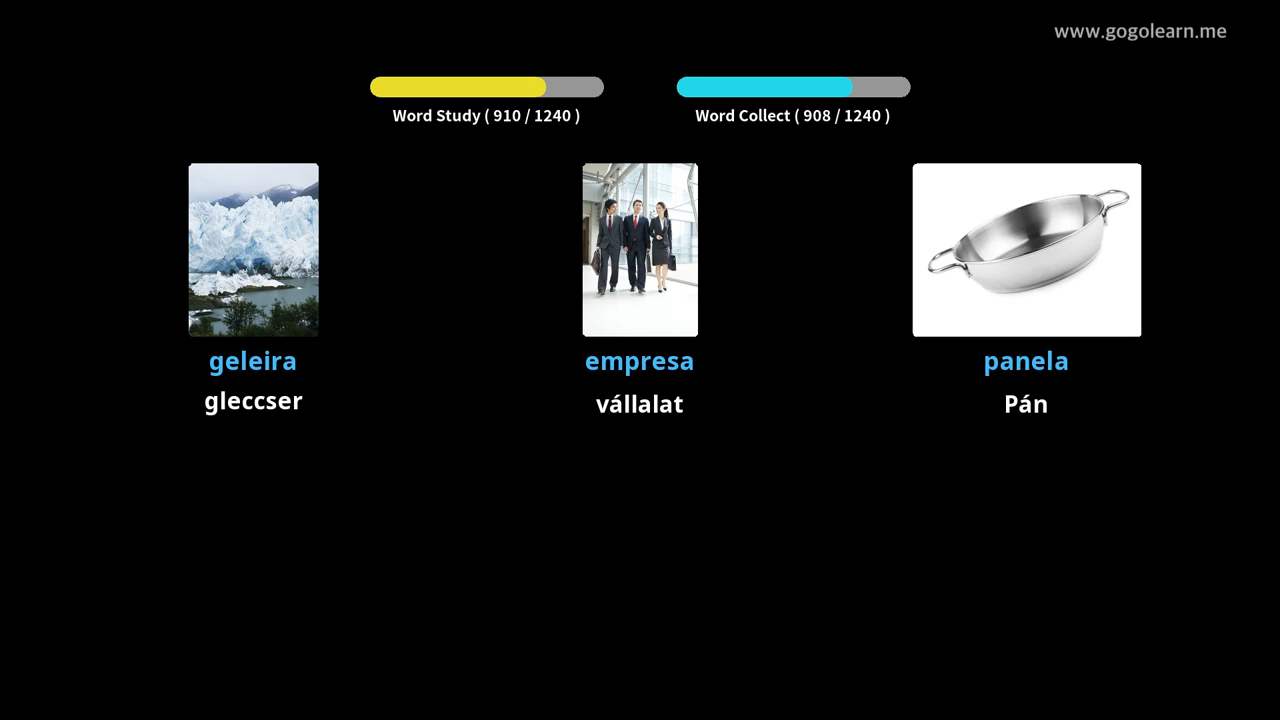 www.gogolearn.me
Word Study ( 910 / 1240 )
Word Collect ( 908 / 1240 )
geleira
gleccser
empresa
vállalat
panela
Pán